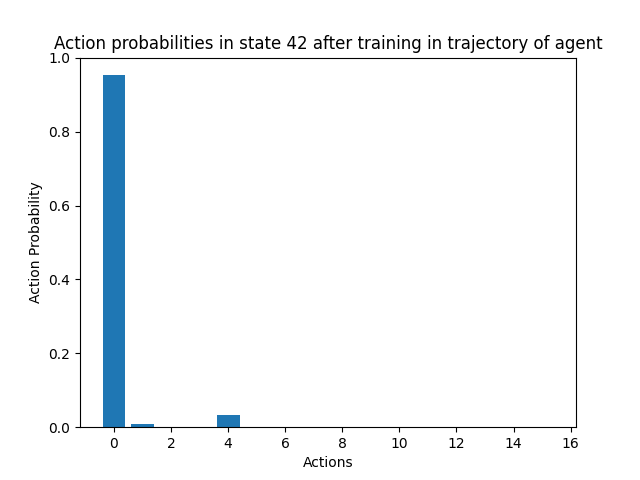 Action probabilities in state 42 after training in trajectory of agent
1.0
0.8
0.6
0.4
0.2
0.0
Action Probability
0 2 4 6 8 10 12 14 16
Actions